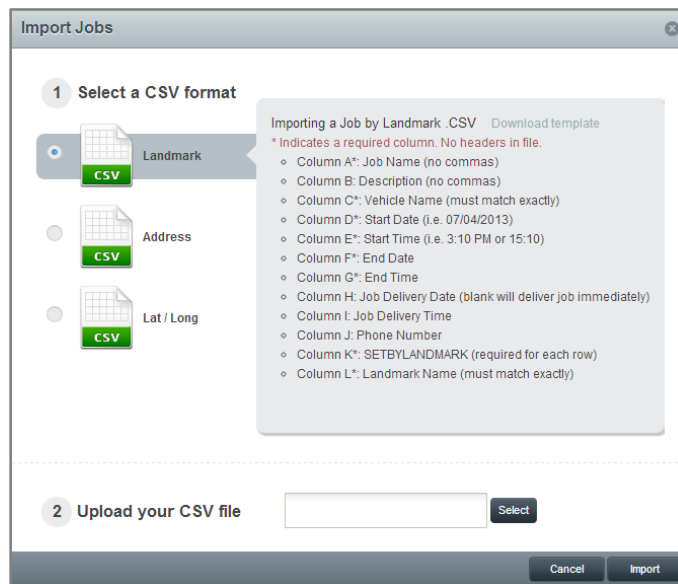 Import Jobs
1 Select a CSV format
CSV Landmark
CSV Address
CSV Lat / Long
Importing a Job by Landmark .CSV Download template
* Indicates a required column. No headers in file.
Column A*: Job Name (no commas)
Column B: Description (no commas)
Column C*: Vehicle Name (must match exactly)
Column D*: Start Date (i.e. 07/04/2013)
Column E*: Start Time (i.e. 3:10 PM or 15:10)
Column F*: End Date
Column G*: End Time
Column H: Job Delivery Date (blank will deliver job immediately)
Column I: Job Delivery Time
Column J: Phone Number
Column K*: SETBYLANDMARK (required for each row)
Column L*: Landmark Name (must match exactly)
2 Upload your CSV file Select
Cancel Import